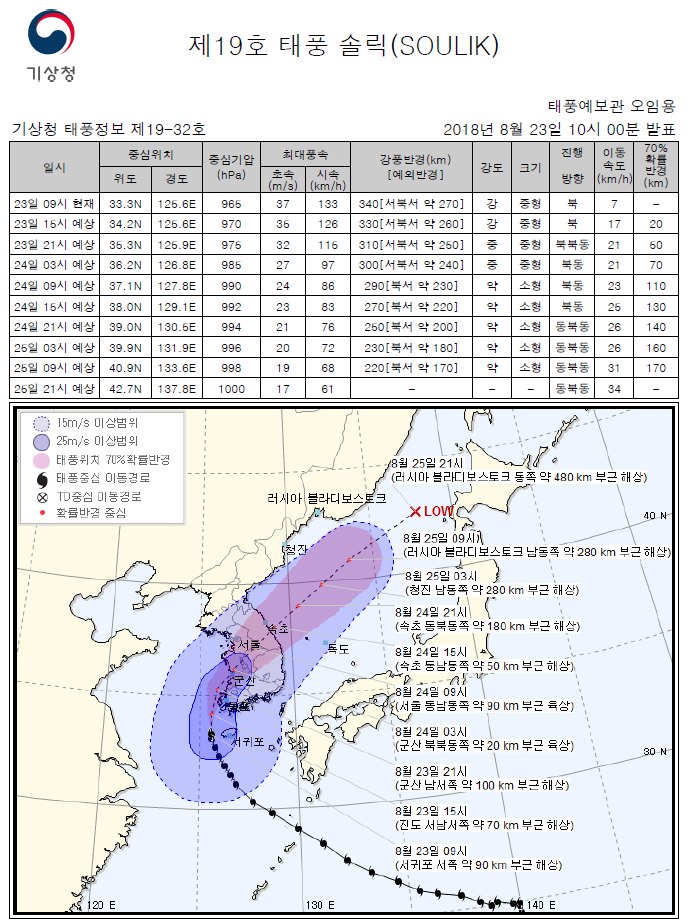 제19호 태풍 솔릭(SOULIK)
기상청
태풍예보관 오임용
기상청 태풍정보 제19-32호 2018년 8월 23일 10시 00분 발표
일시 중심위치 중심기압 (hPa) 최대풍속 강풍반경(km) [예외반경] 강도 크기 진행 방향 이동 속도 (km/h) 70% 확률 반경 (km)
위도 경도 초속 (m/s) 시속 (km/h)
23일 09시 현재 33.3N 125.6E 965 37 133 340[서북서 약 270] 강 중형 북 7 -
23일 15시 예상 34.2N 125.6E 970 35 126 330[서북서 약 260] 강 중형 북 17 20
23일 21시 예상 35.3N 125.9E 975 32 115 310[서북서 약 250] 중 중형 북북동 21 50
24일 03시 예상 36.2N 126.8E 985 27 97 300[서북서 약 240] 중 중형 북동 21 70
24일 09시 예상 37.1N 127.8E 990 24 86 290[북서 약 230] 약 소형 북동 23 110
24일 15시 예상 38.0N 129.1E 992 23 83 270[북서 약 220] 약 소형 북동 25 130
24일 21시 예상 39.0N 130.5E 994 21 76 250[북서 약 200] 약 소형 동북동 26 140
25일 03시 예상 39.9N 131.9E 996 20 72 230[북서 약 180] 약 소형 동북동 26 160
25일 09시 예상 40.9N 133.6E 998 19 68 220[북서 약 170] 약 소형 동북동 31 170
25일 21시 예상 42.7N 137.8E 1000 17 61 - - - 동북동 34 -
15m/s 이상범위
25m/s 이상범위
태풍위치 70%확률반경
태풍중심 이동경로
TD중심 이동경로
확률반경 중심
8월 25일 21시
(러시아 블라디보스토크 동쪽 약 480 km 부근 해상)
러시아 블라디보스토크
LOW
40 N
8월 25일 09시
(러시아 블라디보스토크 남동쪽 약 280 km 부근 해상)
청진
8월 25일 03시
(청진 남동쪽 약 280 km 부근 해상)
8월 24일 21시
(속초 동북동쪽 약 180 km 부근 해상)
속초
서울
독도
8월 24일 15시
(속초 동남동쪽 약 50 km 부근 해상)
군산
8월 24일 09시
(서울 동남동쪽 약 90 km 부근 육상)
서귀포
8월 24일 03시
(군산 북북동쪽 약 20 km 부근 육상)
30 N
8월 23일 21시
(군산 남서쪽 약 100 km 부근 해상)
8월 23일 15시
(진도 서남서쪽 약 70 km 부근 해상)
8월 23일 09시
(서귀포 서쪽 약 90 km 부근 해상)
120 E
130 E
140 E